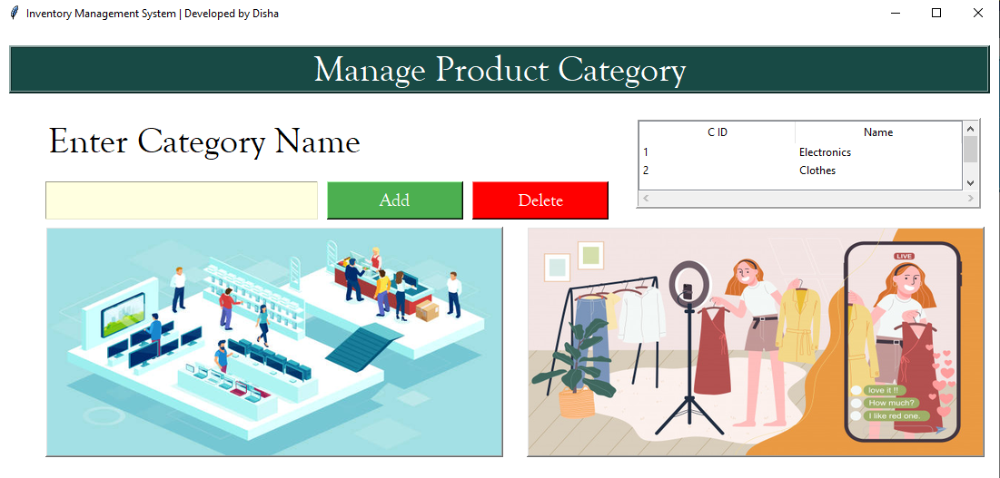 Inventory Management System | Developed by Disha
Manage Product Category
Enter Category Name
Add
Delete
C ID Name
1 Electronics
2 Clothes
LIVE
love it !!
How much?
I like red one.